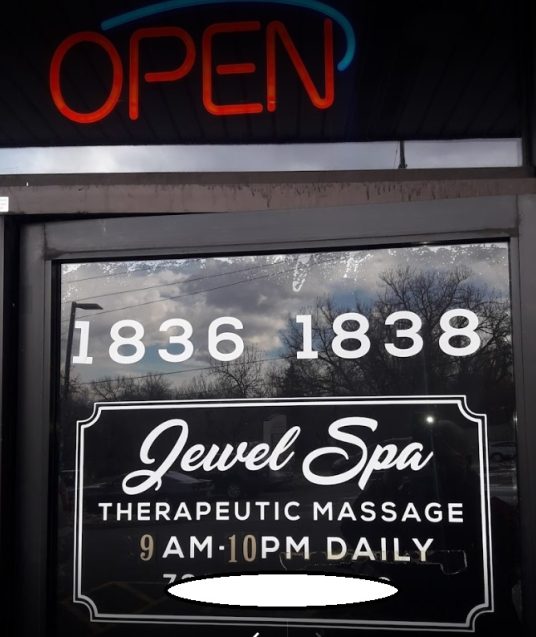 OPEN
1836 1838
Jewel Spa
THERAPEUTIC MASSAGE
9 AM-10PM DAILY